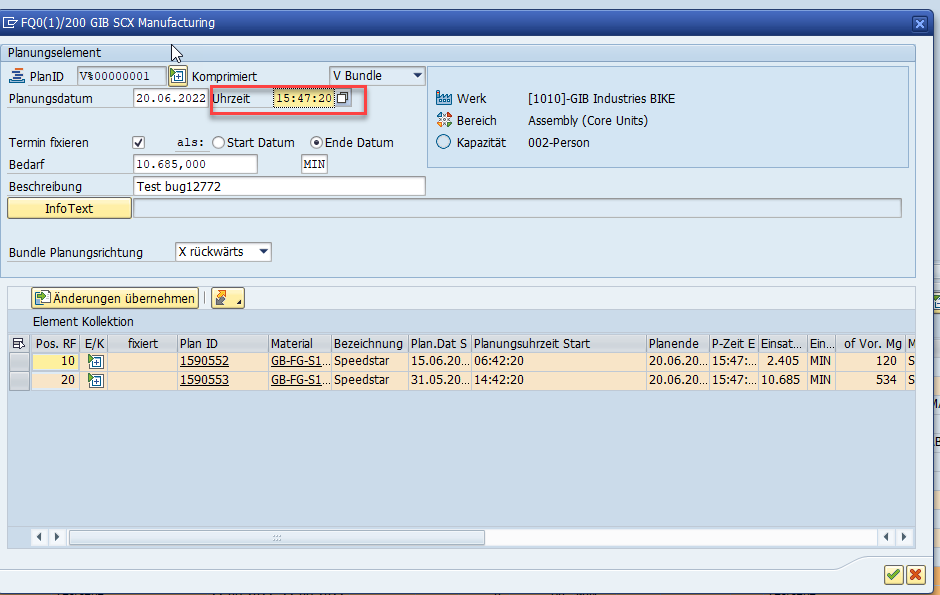 FQ0(1)/200 GIB SCX Manufacturing
Planungselement
PlanID V%00000001 Komprimiert V Bundle
Planungsdatum 20.06.2022 Uhrzeit 15:47:20
Werk [1010]-GIB Industries BIKE
Bereich Assembly (Core Units)
Termin fixieren als: Start Datum Ende Datum
Kapazität 002-Person
Bedarf 10.685,000 MIN
Beschreibung Test bug12772
InfoText
Bundle Planungsrichtung X rückwärts
Änderungen übernehmen
Element Kollektion
Pos. RF E/K fixiert Plan ID Material Bezeichnung Plan.Dat S Planungsuhrzeit Start Planende P-Zeit E Einsat... Ein... of Vor. Mg M
10 1590552 GB-FG-S1... Speedstar 15.06.20... 06:42:20 20.06.20... 15:47:... 2.405 MIN 120 S
20 1590553 GB-FG-S1... Speedstar 31.05.20... 14:42:20 20.06.20... 15:47:... 10.685 MIN 534 S